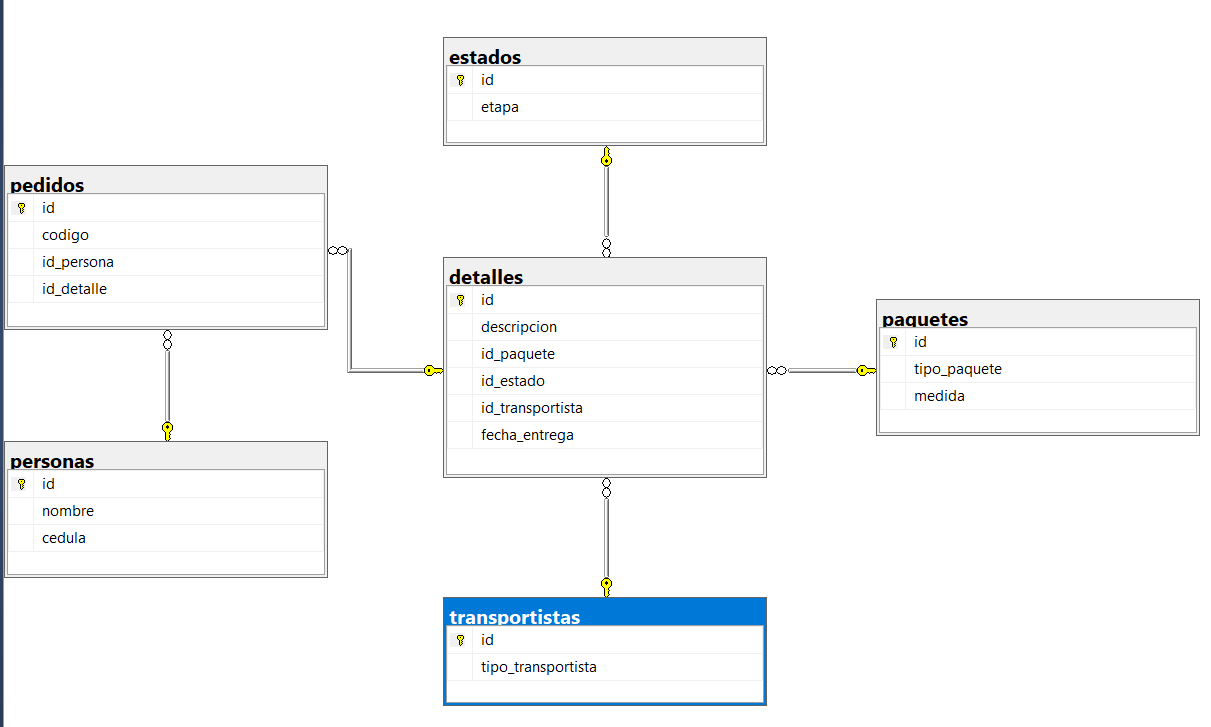 estados
id
etapa
pedidos
id
codigo
id_persona
id_detalle
detalles
id
descripcion
id_paquete
id_estado
id_transportista
fecha_entrega
paquetes
id
tipo_paquete
medida
personas
id
nombre
cedula
transportistas
id
tipo_transportista